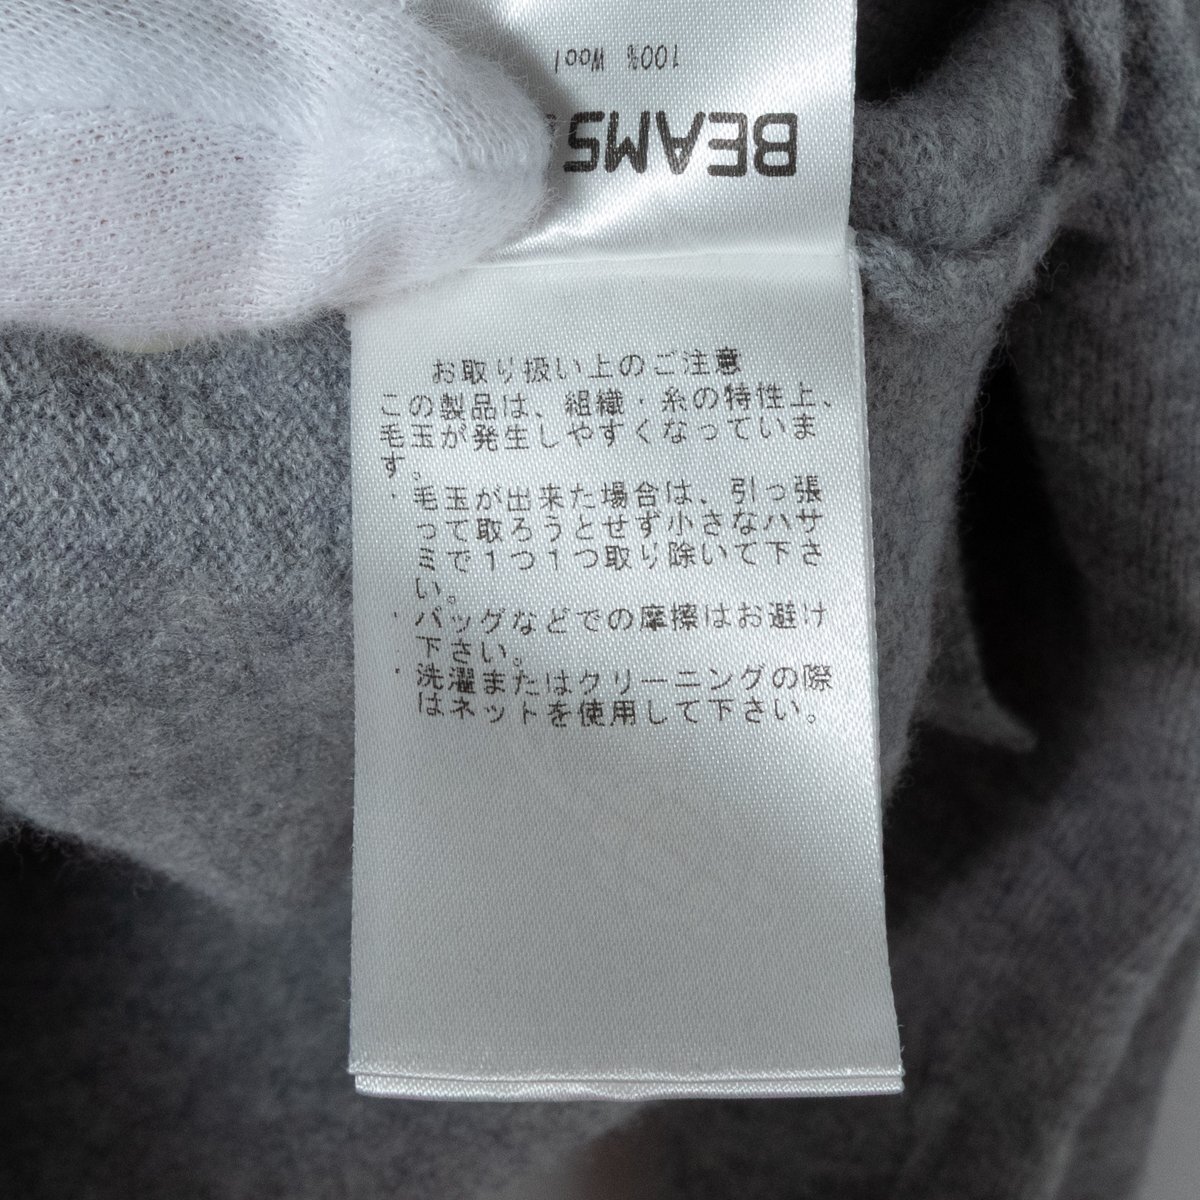 100% Wool
BEAMS
お取り扱い上のご注意
この製品は、組織・糸の特性上、
毛玉が発生しやすくなっていま
す。
・毛玉が出来た場合は、引っ張
って取ろうとせず小さなハサ
ミで１つ１つ取り除いて下さ
い。
・バッグなどでの摩擦はお避け
下さい。
・洗濯またはクリーニングの際
はネットを使用して下さい。